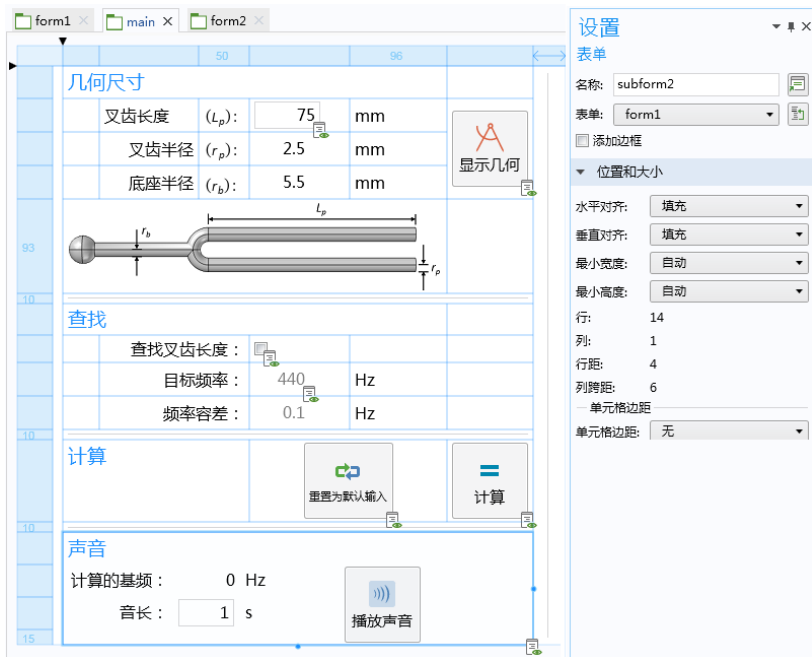 form1
main
form2
50
96
几何尺寸
叉齿长度 (Lp): 75 mm
叉齿半径 (rp): 2.5 mm
底座半径 (rb): 5.5 mm
显示几何
93
rb
Lp
rp
10
查找
查找叉齿长度：
目标频率： 440 Hz
频率容差： 0.1 Hz
10
计算
重置为默认输入
计算
10
声音
计算的基频： 0 Hz
音长： 1 s
播放声音
15
设置
表单
名称: subform2
表单: form1
添加边框
位置和大小
水平对齐: 填充
垂直对齐: 填充
最小宽度: 自动
最小高度: 自动
行: 14
列: 1
行距: 4
列跨距: 6
单元格边距
单元格边距: 无